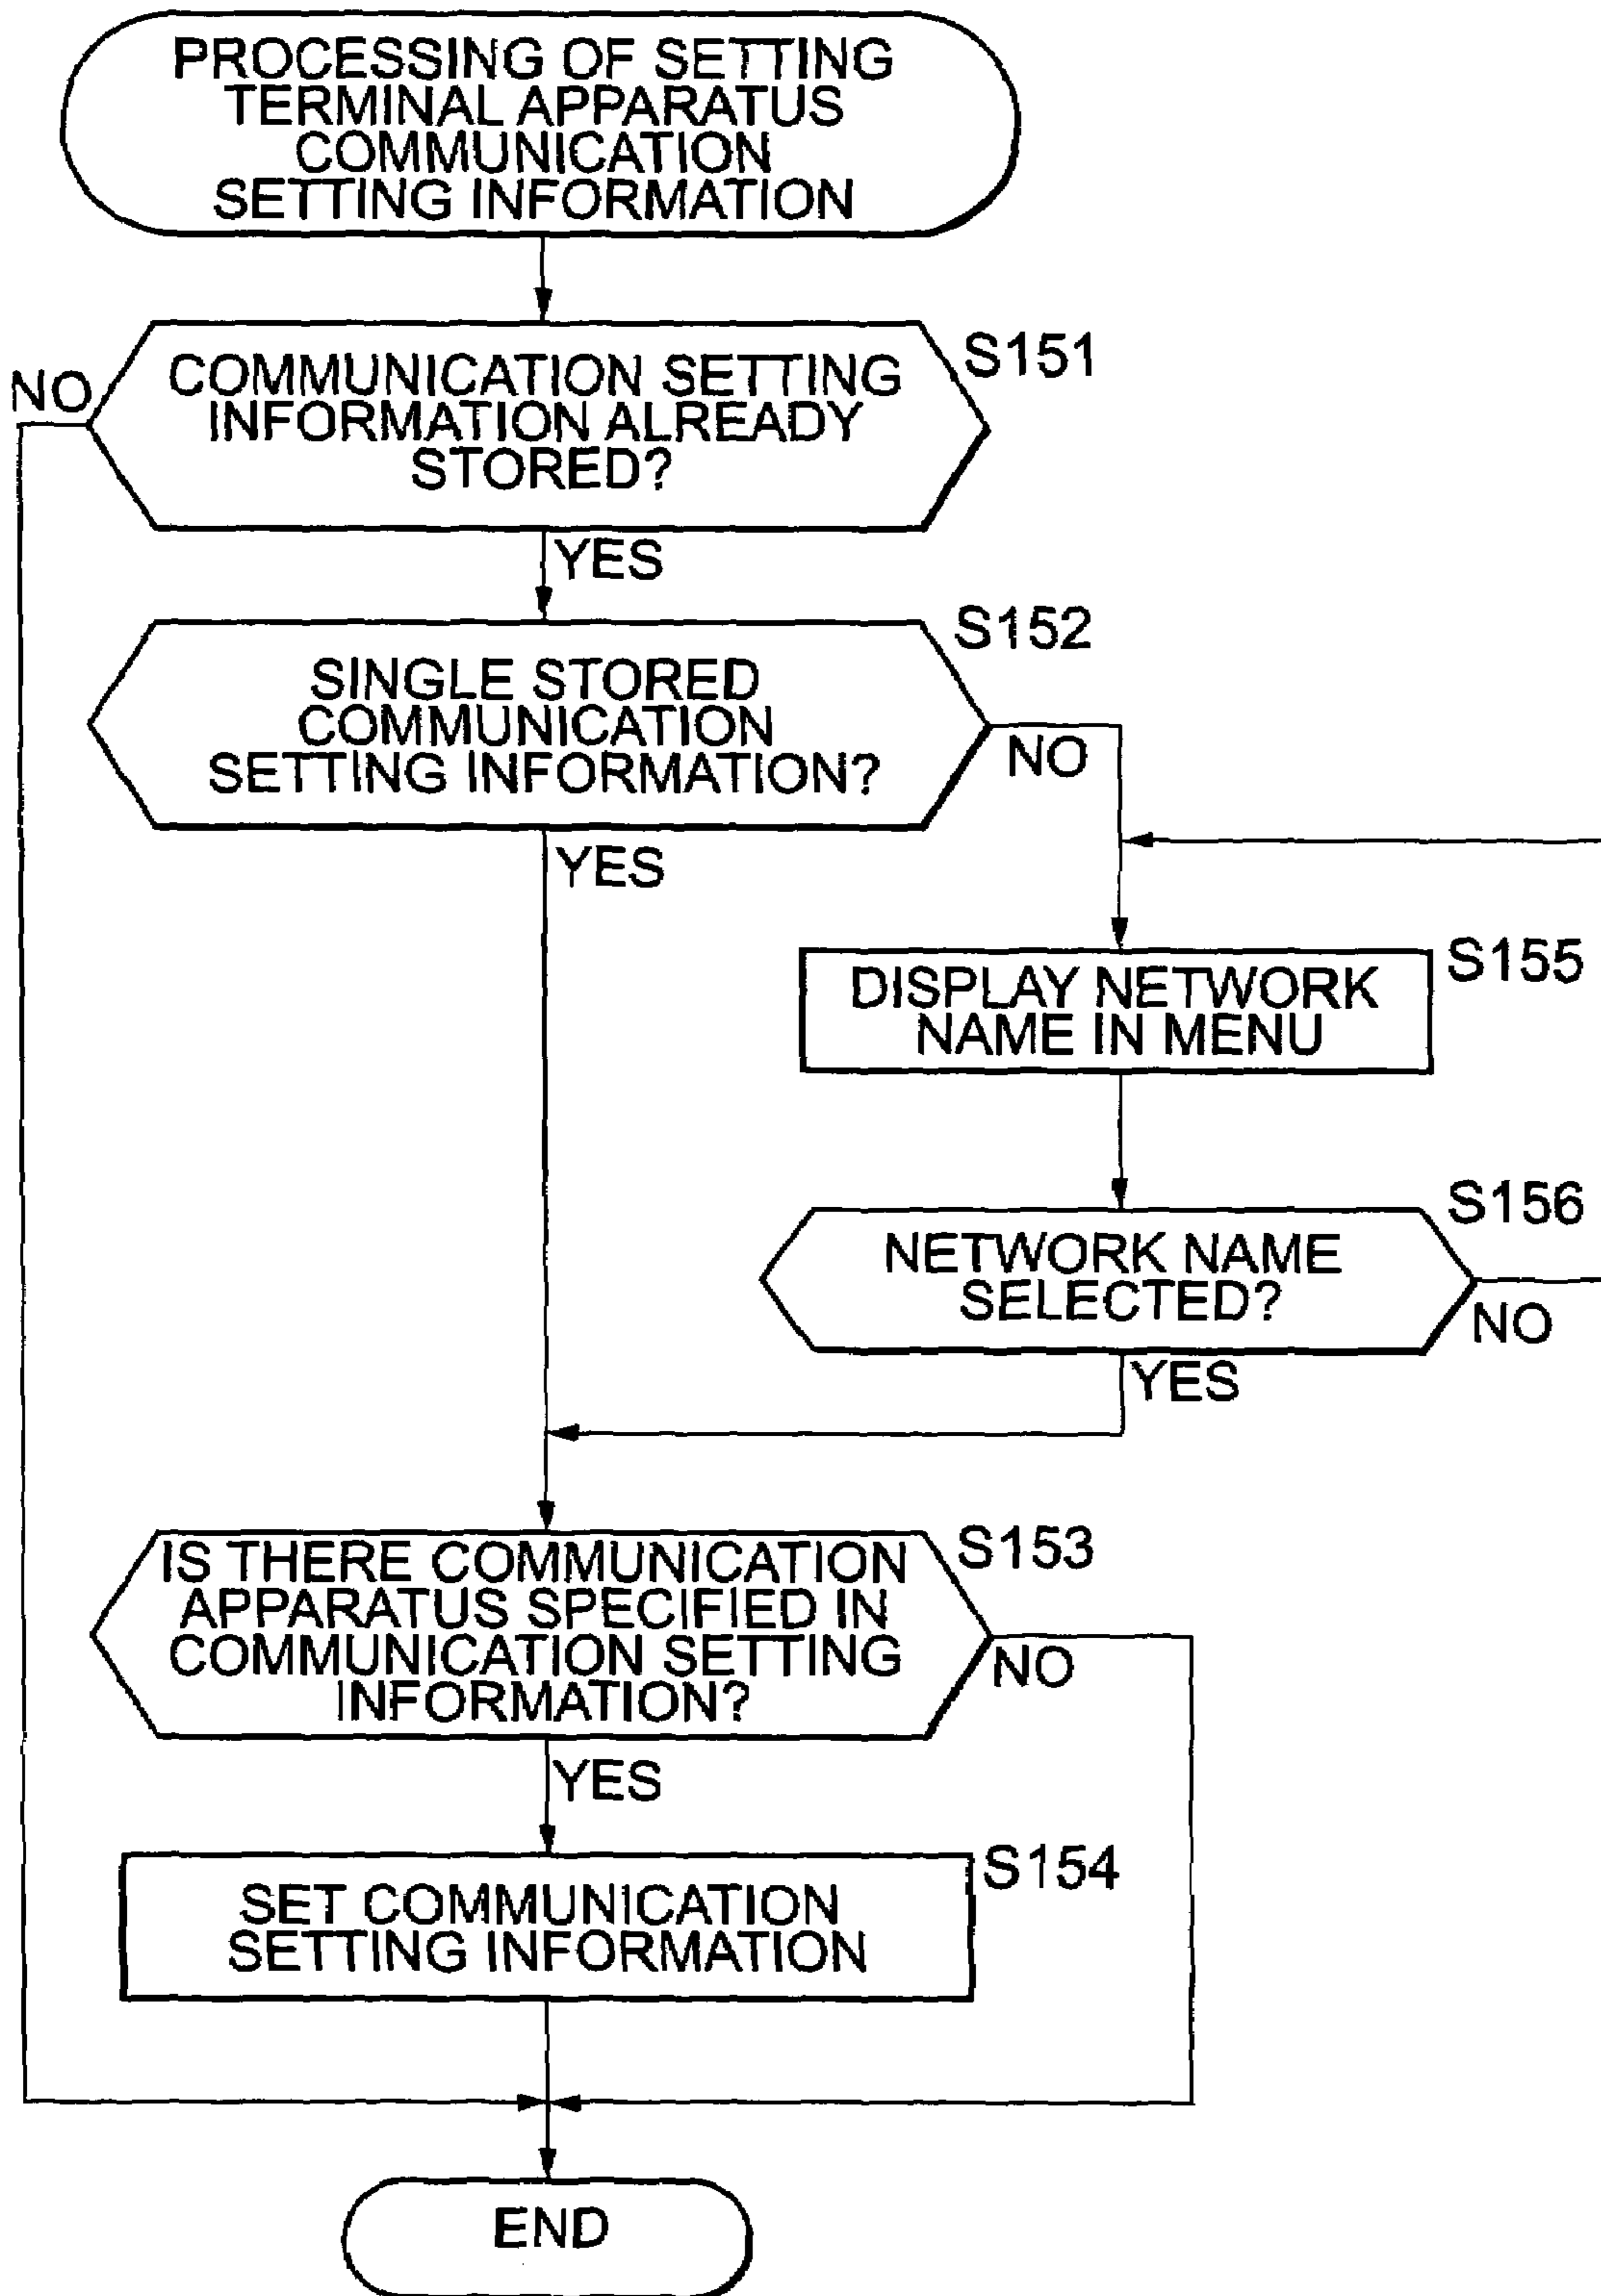 PROCESSING OF SETTING
TERMINAL APPARATUS
COMMUNICATION
SETTING INFORMATION
S151
NO
COMMUNICATION SETTING
INFORMATION ALREADY
STORED?
YES
S152
SINGLE STORED
COMMUNICATION
SETTING INFORMATION?
NO
YES
S155
DISPLAY NETWORK
NAME IN MENU
S156
NETWORK NAME
SELECTED?
NO
YES
S153
IS THERE COMMUNICATION
APPARATUS SPECIFIED IN
COMMUNICATION SETTING
INFORMATION?
NO
YES
S154
SET COMMUNICATION
SETTING INFORMATION
END